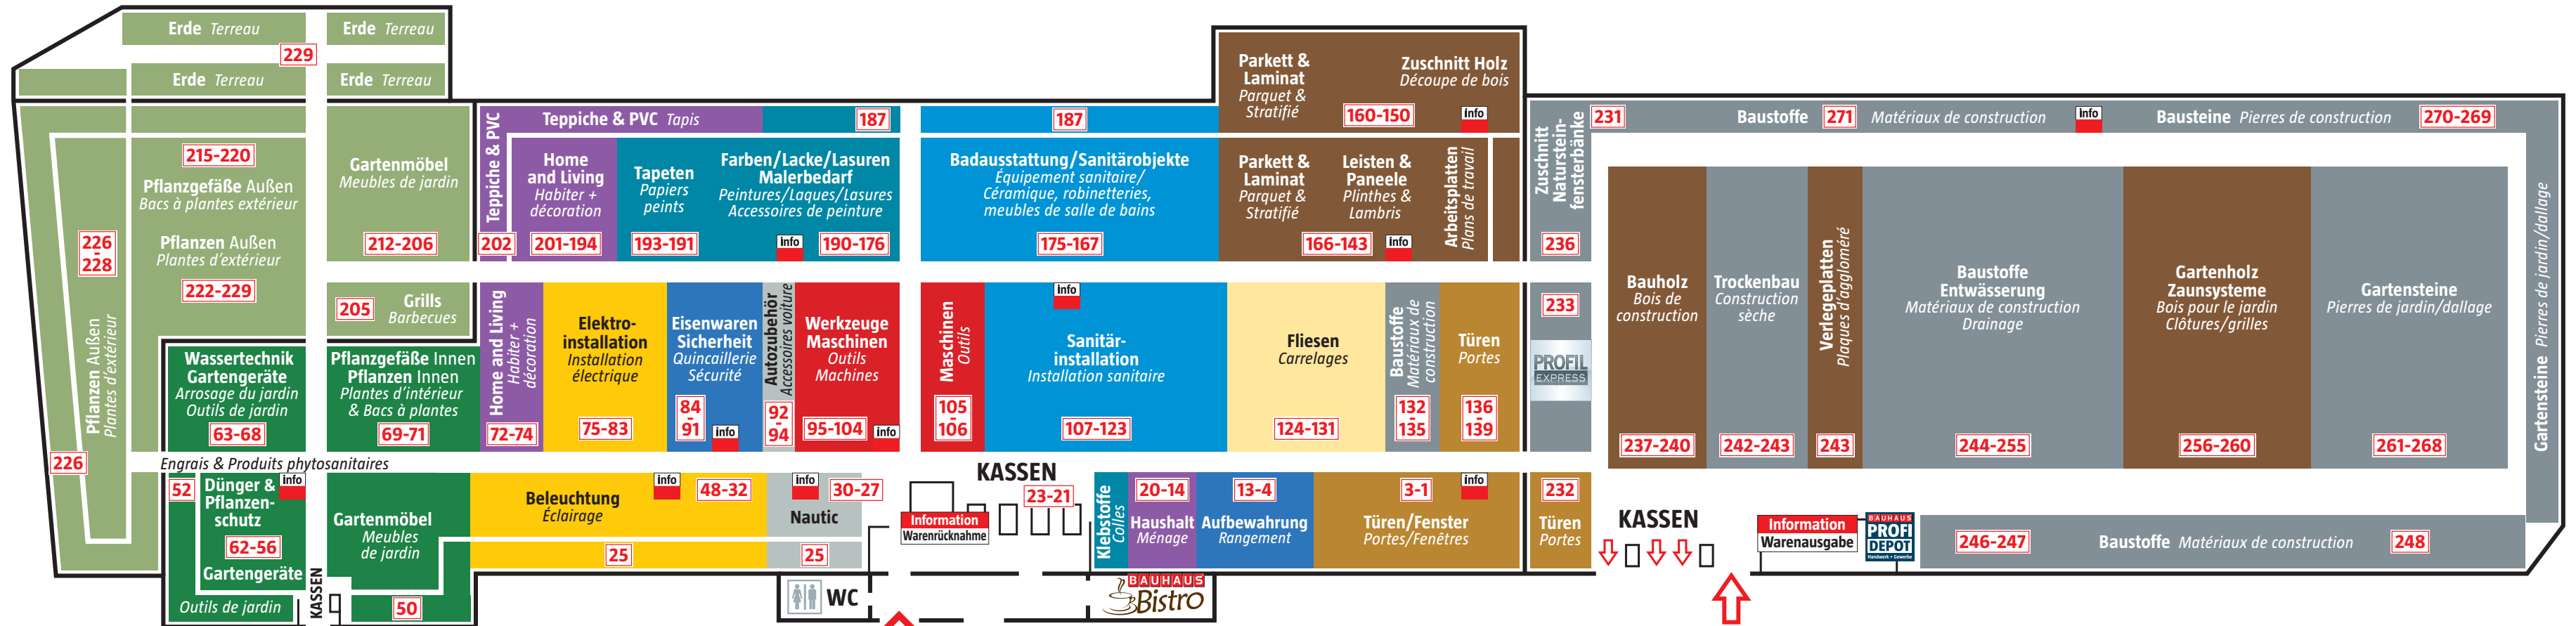 Erde Terreau
Erde Terreau
229
Erde Terreau
Erde Terreau
215-220
Pflanzgefäße Außen
Bacs à plantes extérieur
Pflanzen Außen
Plantes d'extérieur
222-229
226
-
228
Pflanzen Außen
Plantes d'extérieur
226
Gartenmöbel
Meubles de jardin
212-206
205
Grills
Barbecues
Wassertechnik
Gartengeräte
Arrosage du jardin
Outils de jardin
63-68
Pflanzgefäße Innen
Pflanzen Innen
Plantes d'intérieur
& Bacs à plantes
69-71
Engrais & Produits phytosanitaires
52
Dünger &
Pflanzen-
schutz
info
62-56
Gartengeräte
Outils de jardin
KASSEN
Gartenmöbel
Meubles
de jardin
50
Teppiche & PVC
202
Teppiche & PVC Tapis
187
Home
and Living
Habiter +
décoration
201-194
Tapeten
Papiers
peints
193-191
Farben/Lacke/Lasuren
Malerbedarf
Peintures/Laques/Lasures
Accessoires de peinture
info
190-176
Home and Living
Habiter +
décoration
72-74
Elektro-
installation
Installation
électrique
75-83
Eisenwaren
Sicherheit
Quincaillerie
Sécurité
84
-
91
info
Autozubehör
Accessoires voiture
92
-
94
Werkzeuge
Maschinen
Outils
Machines
95-104
info
Beleuchtung
Éclairage
info
48-32
25
info
30-27
Nautic
25
WC
187
Badausstattung/Sanitärobjekte
Équipement sanitaire/
Céramique, robinetteries,
meubles de salle de bains
175-167
Maschinen
Outils
105
-
106
info
Sanitär-
installation
Installation sanitaire
107-123
Fliesen
Carrelages
124-131
Baustoffe
Matériaux de
construction
132
-
135
Türen
Portes
136
-
139
KASSEN
23-21
Information
Warenrücknahme
Klebstoffe
Colles
20-14
Haushalt
Ménage
13-4
Aufbewahrung
Rangement
3-1
info
Türen/Fenster
Portes/Fenêtres
BAUHAUS
Bistro
Parkett &
Laminat
Parquet &
Stratifié
Zuschnitt Holz
Découpe de bois
160-150
info
Parkett &
Laminat
Parquet &
Stratifié
Leisten &
Paneele
Plinthes &
Lambris
166-143
info
Arbeitsplatten
Plans de travail
Zuschnitt
Naturstein-
fensterbänke
236
233
PROFIL
EXPRESS
232
Türen
Portes
231
Baustoffe
271
Matériaux de construction
info
Bausteine Pierres de construction
270-269
Bauholz
Bois de
construction
237-240
Trockenbau
Construction
sèche
242-243
Verlegeplatten
Plaques d'aggloméré
243
Baustoffe
Entwässerung
Matériaux de construction
Drainage
244-255
Gartenholz
Zaunsysteme
Bois pour le jardin
Clôtures/grilles
256-260
Gartensteine
Pierres de jardin/dallage
261-268
Gartensteine Pierres de jardin/dallage
KASSEN
Information
Warenausgabe
BAUHAUS
PROFI
DEPOT
Handwerk + Gewerbe
246-247
Baustoffe Matériaux de construction
248